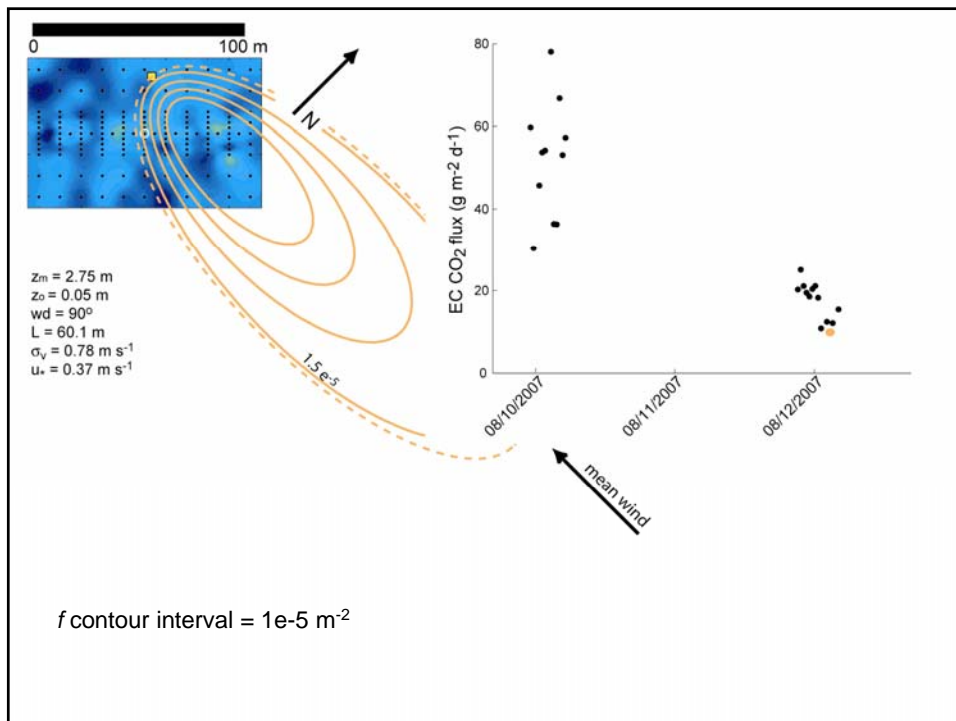 0 100 m
N
zm = 2.75 m
zo = 0.05 m
wd = 90o
L = 60.1 m
σv = 0.78 m s-1
u* = 0.37 m s-1
1.5 e-5
EC CO2 flux (g m-2 d-1)
80
60
40
20
0
08/10/2007
08/11/2007
08/12/2007
mean wind
f contour interval = 1e-5 m-2